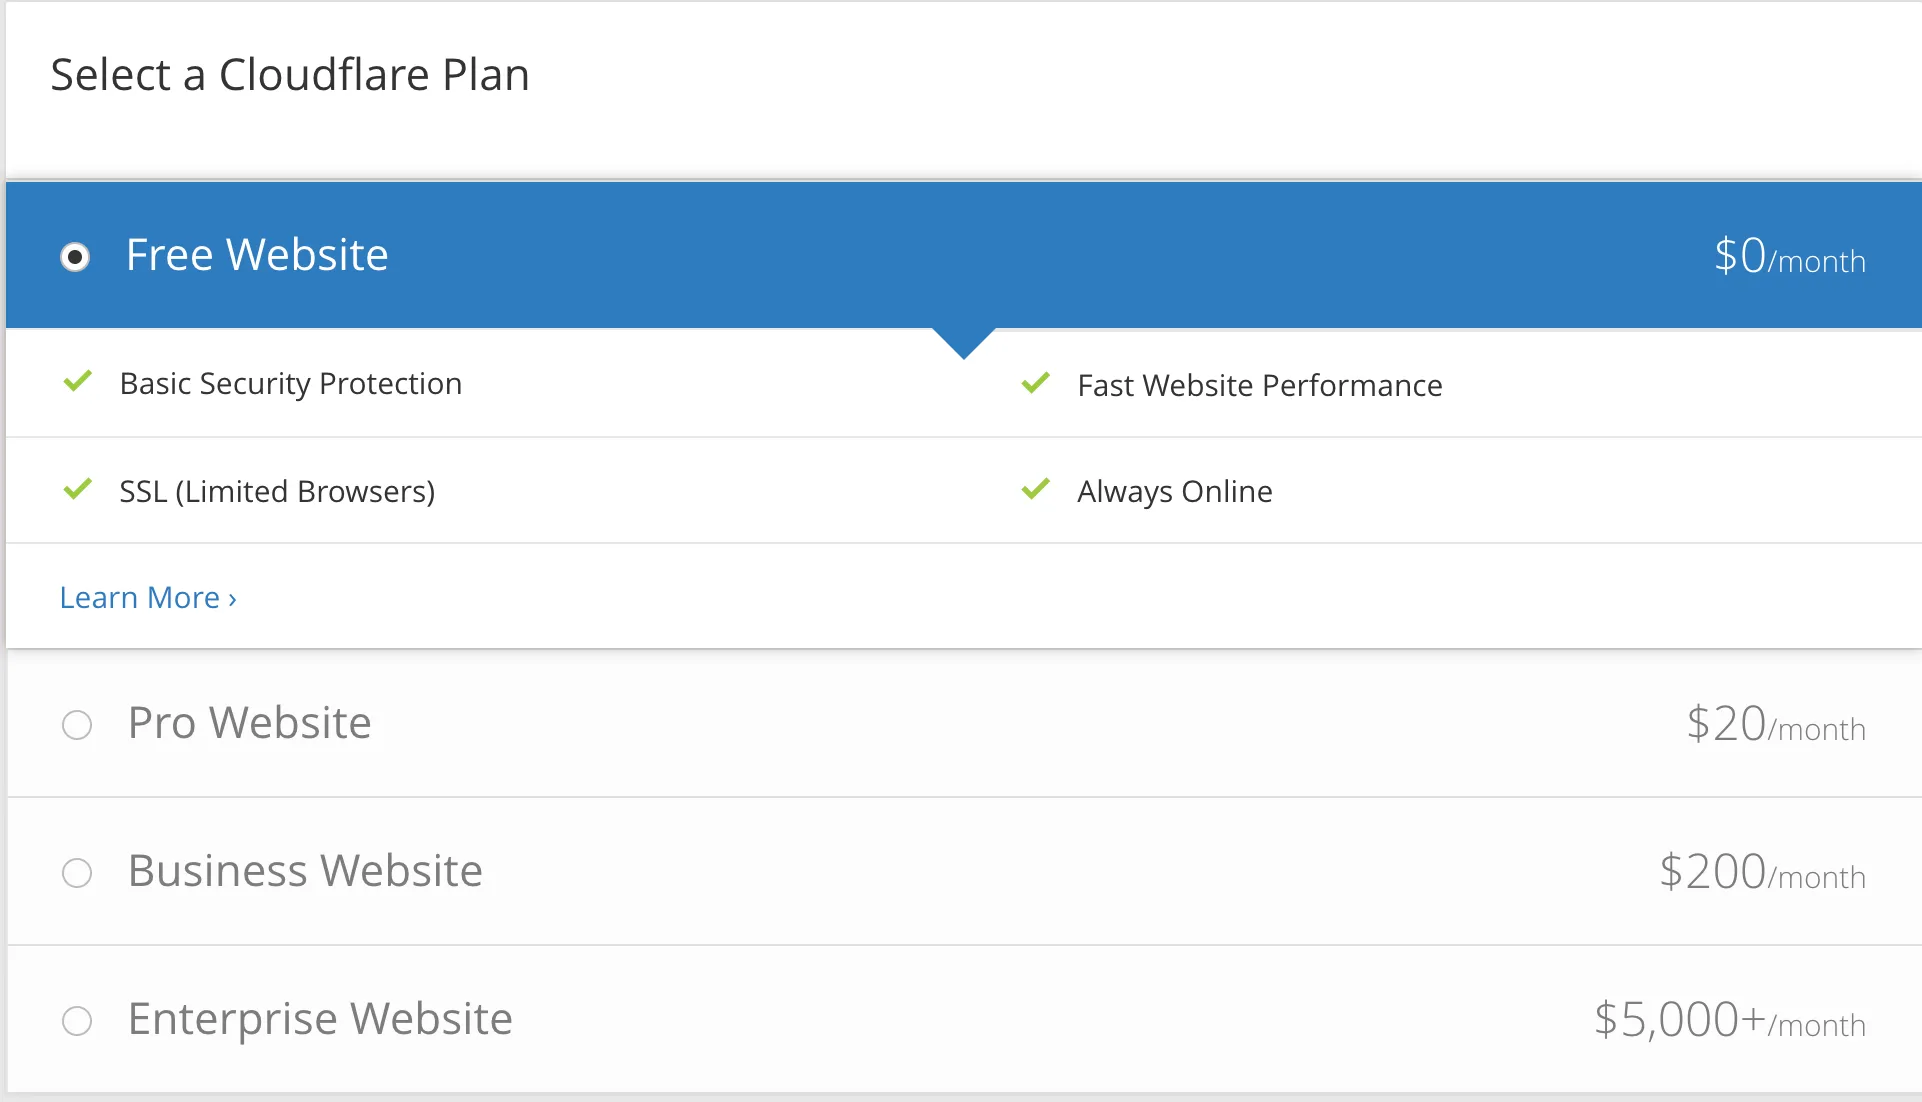 Select a Cloudflare Plan
Free Website $0/month
Basic Security Protection Fast Website Performance
SSL (Limited Browsers) Always Online
Learn More ›
Pro Website $20/month
Business Website $200/month
Enterprise Website $5,000+/month